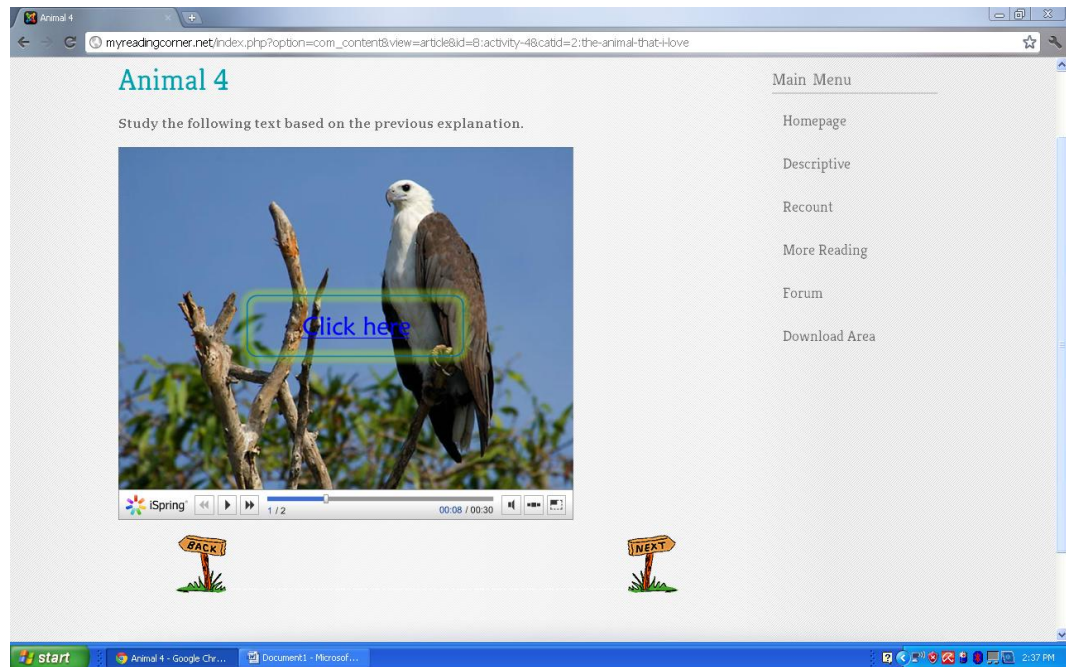 Animal 4
myreadingcorner.net/index.php?option=com_content&view=article&id=8:activity-4&catid=2:the-animal-that-i-love
Animal 4
Study the following text based on the previous explanation.
Click here
iSpring
1 / 2
00:08 / 00:30
BACK
NEXT
Main Menu
Homepage
Descriptive
Recount
More Reading
Forum
Download Area
start
Animal 4 - Google Chr...
Document1 - Microsof...
2:37 PM